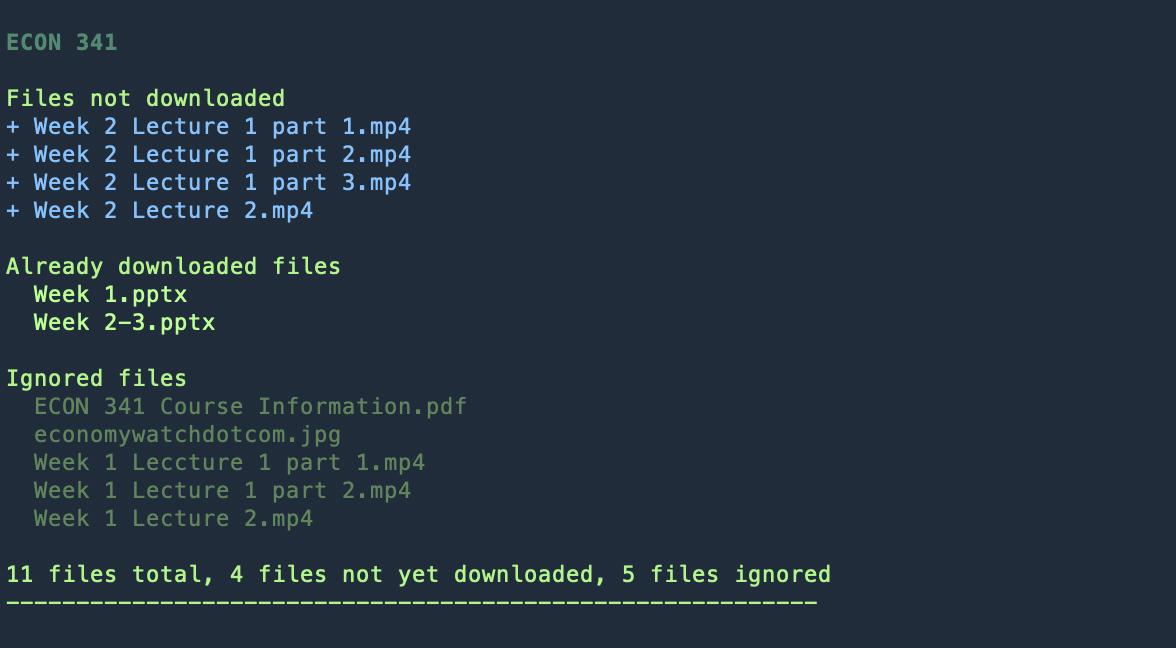 ECON 341
Files not downloaded
+ Week 2 Lecture 1 part 1.mp4
+ Week 2 Lecture 1 part 2.mp4
+ Week 2 Lecture 1 part 3.mp4
+ Week 2 Lecture 2.mp4
Already downloaded files
Week 1.pptx
Week 2-3.pptx
Ignored files
ECON 341 Course Information.pdf
economywatchdotcom.jpg
Week 1 Leccture 1 part 1.mp4
Week 1 Lecture 1 part 2.mp4
Week 1 Lecture 2.mp4
11 files total, 4 files not yet downloaded, 5 files ignored
----------------------------------------------------------